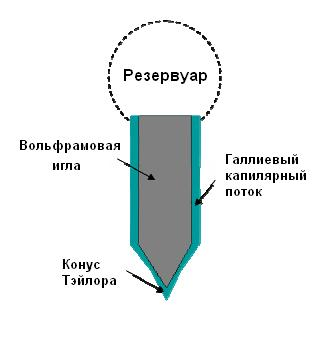 Резервуар
Вольфрамовая
игла
Галлиевый
капилярный
поток
Конус
Тэйлора